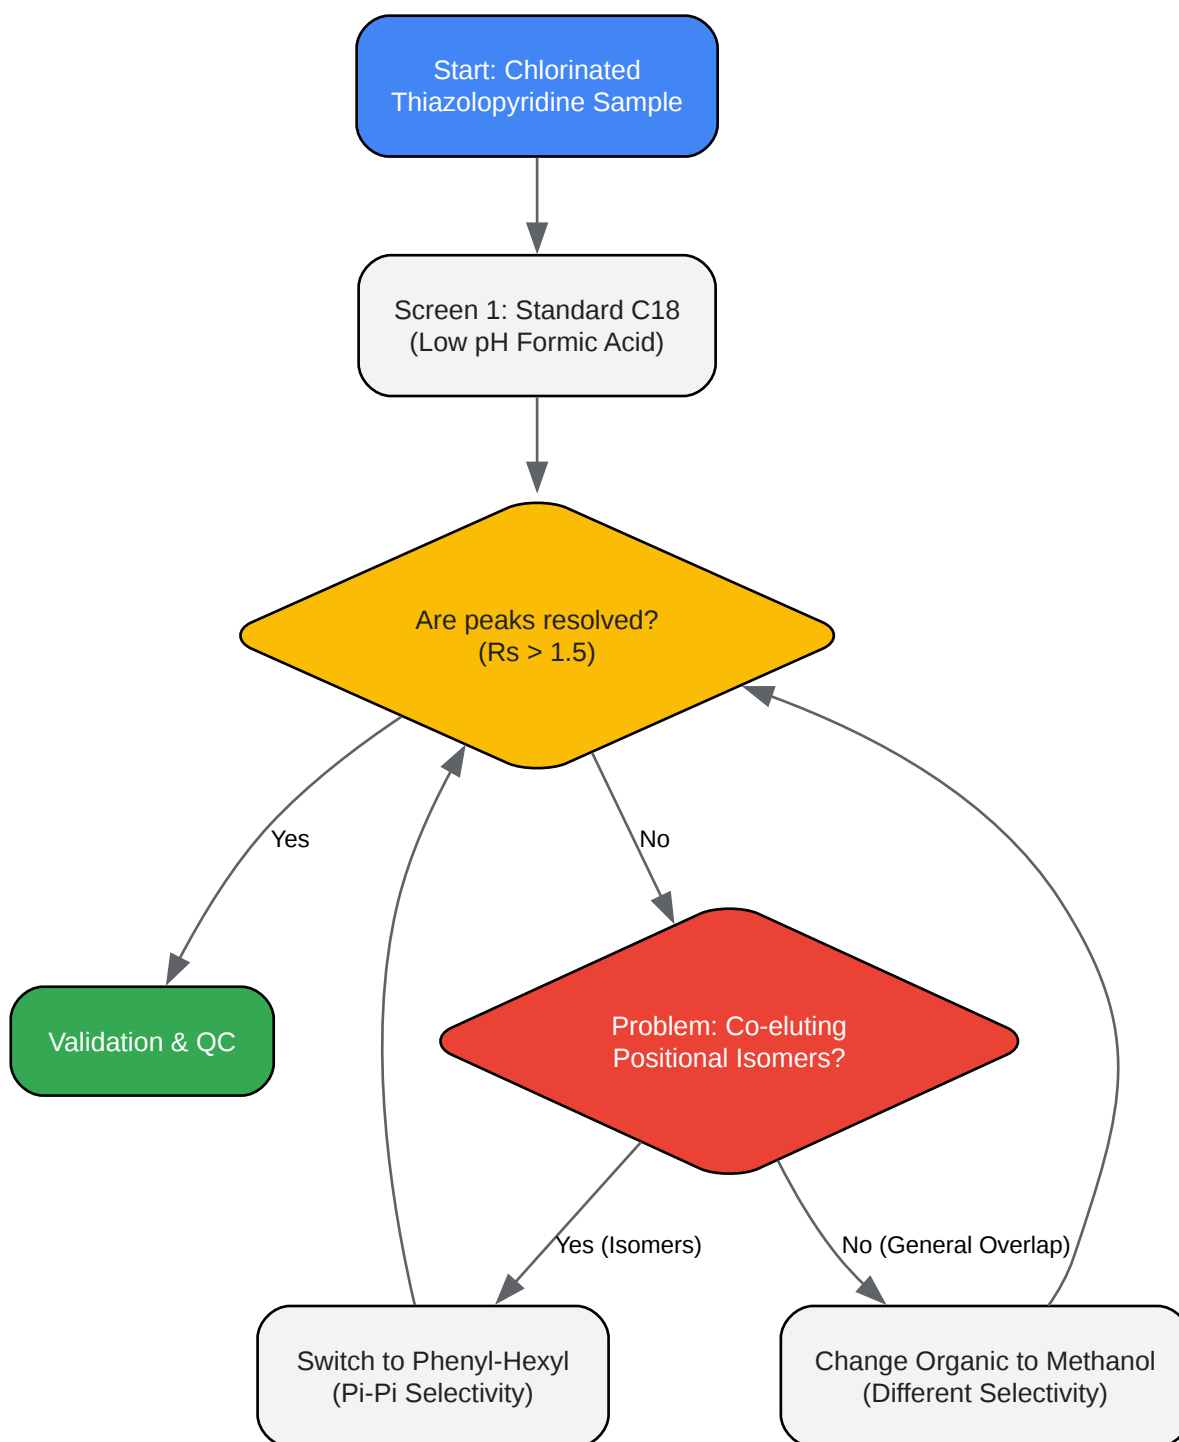 Start: Chlorinated
Thiazolopyridine Sample
Screen 1: Standard C18
(Low pH Formic Acid)
Are peaks resolved?
(Rs > 1.5)
Yes
No
Validation & QC
Problem: Co-eluting
Positional Isomers?
Yes (Isomers)
No (General Overlap)
Switch to Phenyl-Hexyl
(Pi-Pi Selectivity)
Change Organic to Methanol
(Different Selectivity)